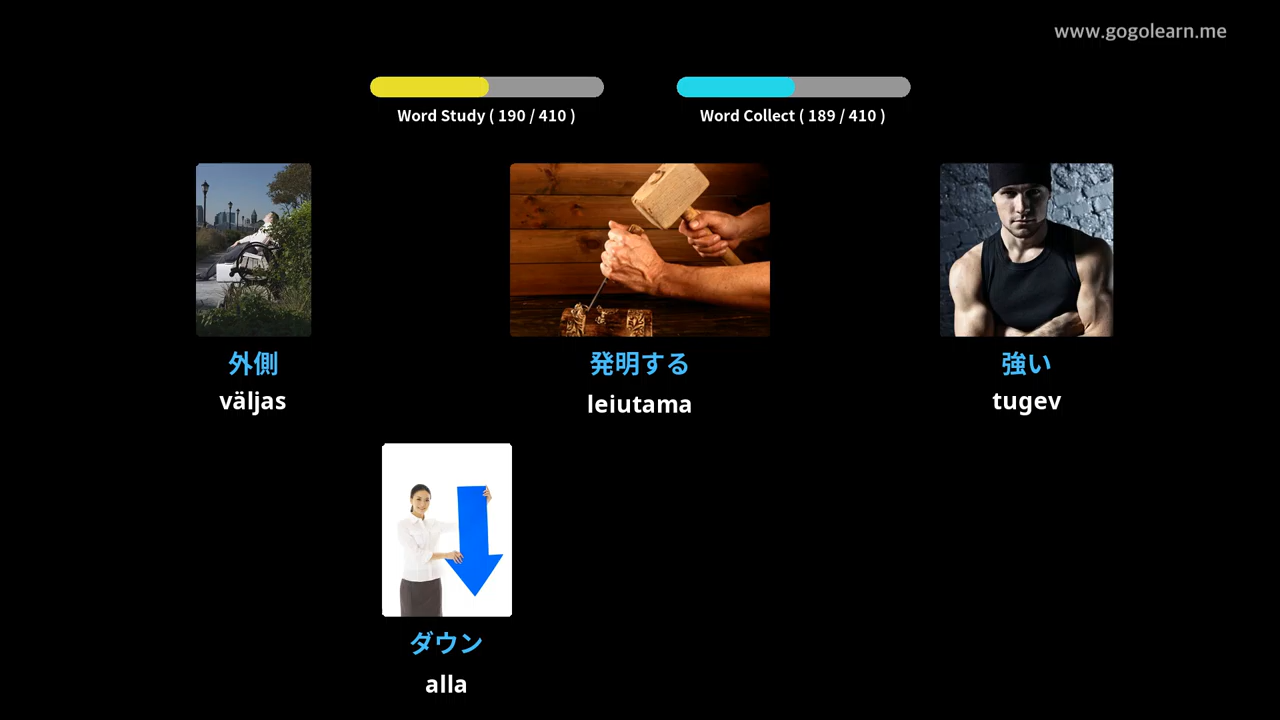 www.gogolearn.me
Word Study ( 190 / 410 )
Word Collect ( 189 / 410 )
外側
väljas
発明する
leiutama
強い
tugev
ダウン
alla